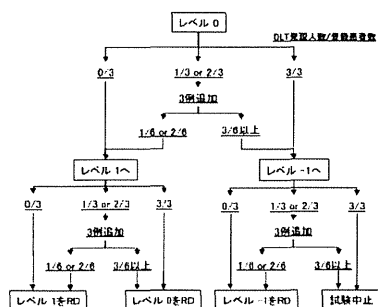 レベル 0
DLT発現人数/登録患者数
0/3
1/3 or 2/3
3/3
3例追加
1/6 or 2/6
3/6以上
レベル 1へ
レベル -1へ
0/3
1/3 or 2/3
3/3
0/3
1/3 or 2/3
3/3
3例追加
3例追加
1/6 or 2/6
3/6以上
1/6 or 2/6
3/6以上
レベル 1をRD
レベル 0をRD
レベル -1をRD
試験中止